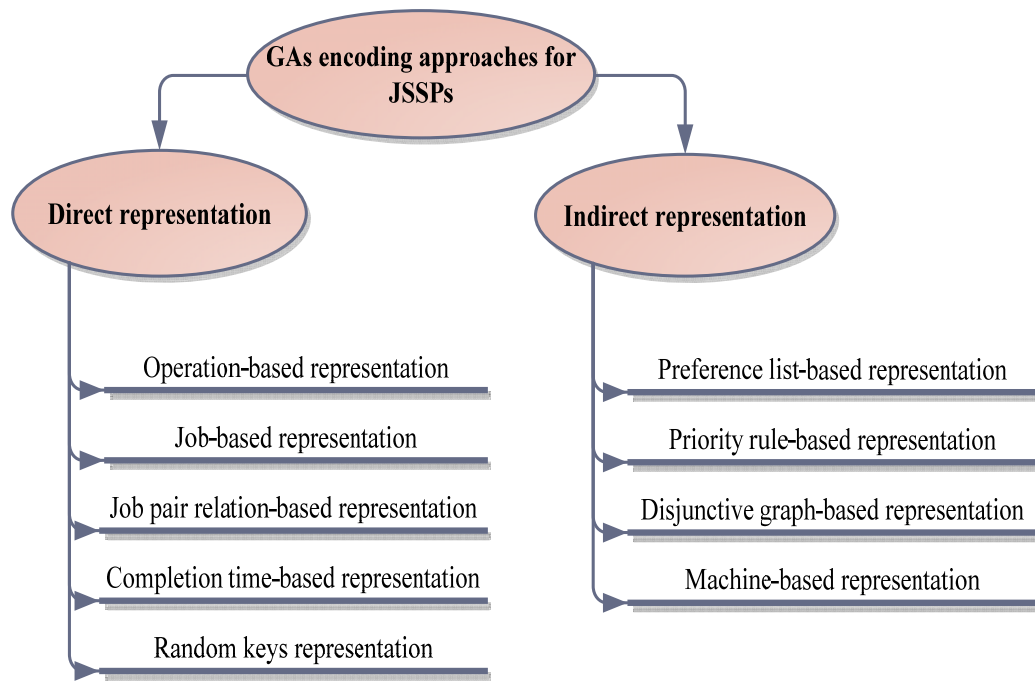 GAs encoding approaches for
JSSPs
Direct representation
Indirect representation
Operation-based representation
Job-based representation
Job pair relation-based representation
Completion time-based representation
Random keys representation
Preference list-based representation
Priority rule-based representation
Disjunctive graph-based representation
Machine-based representation